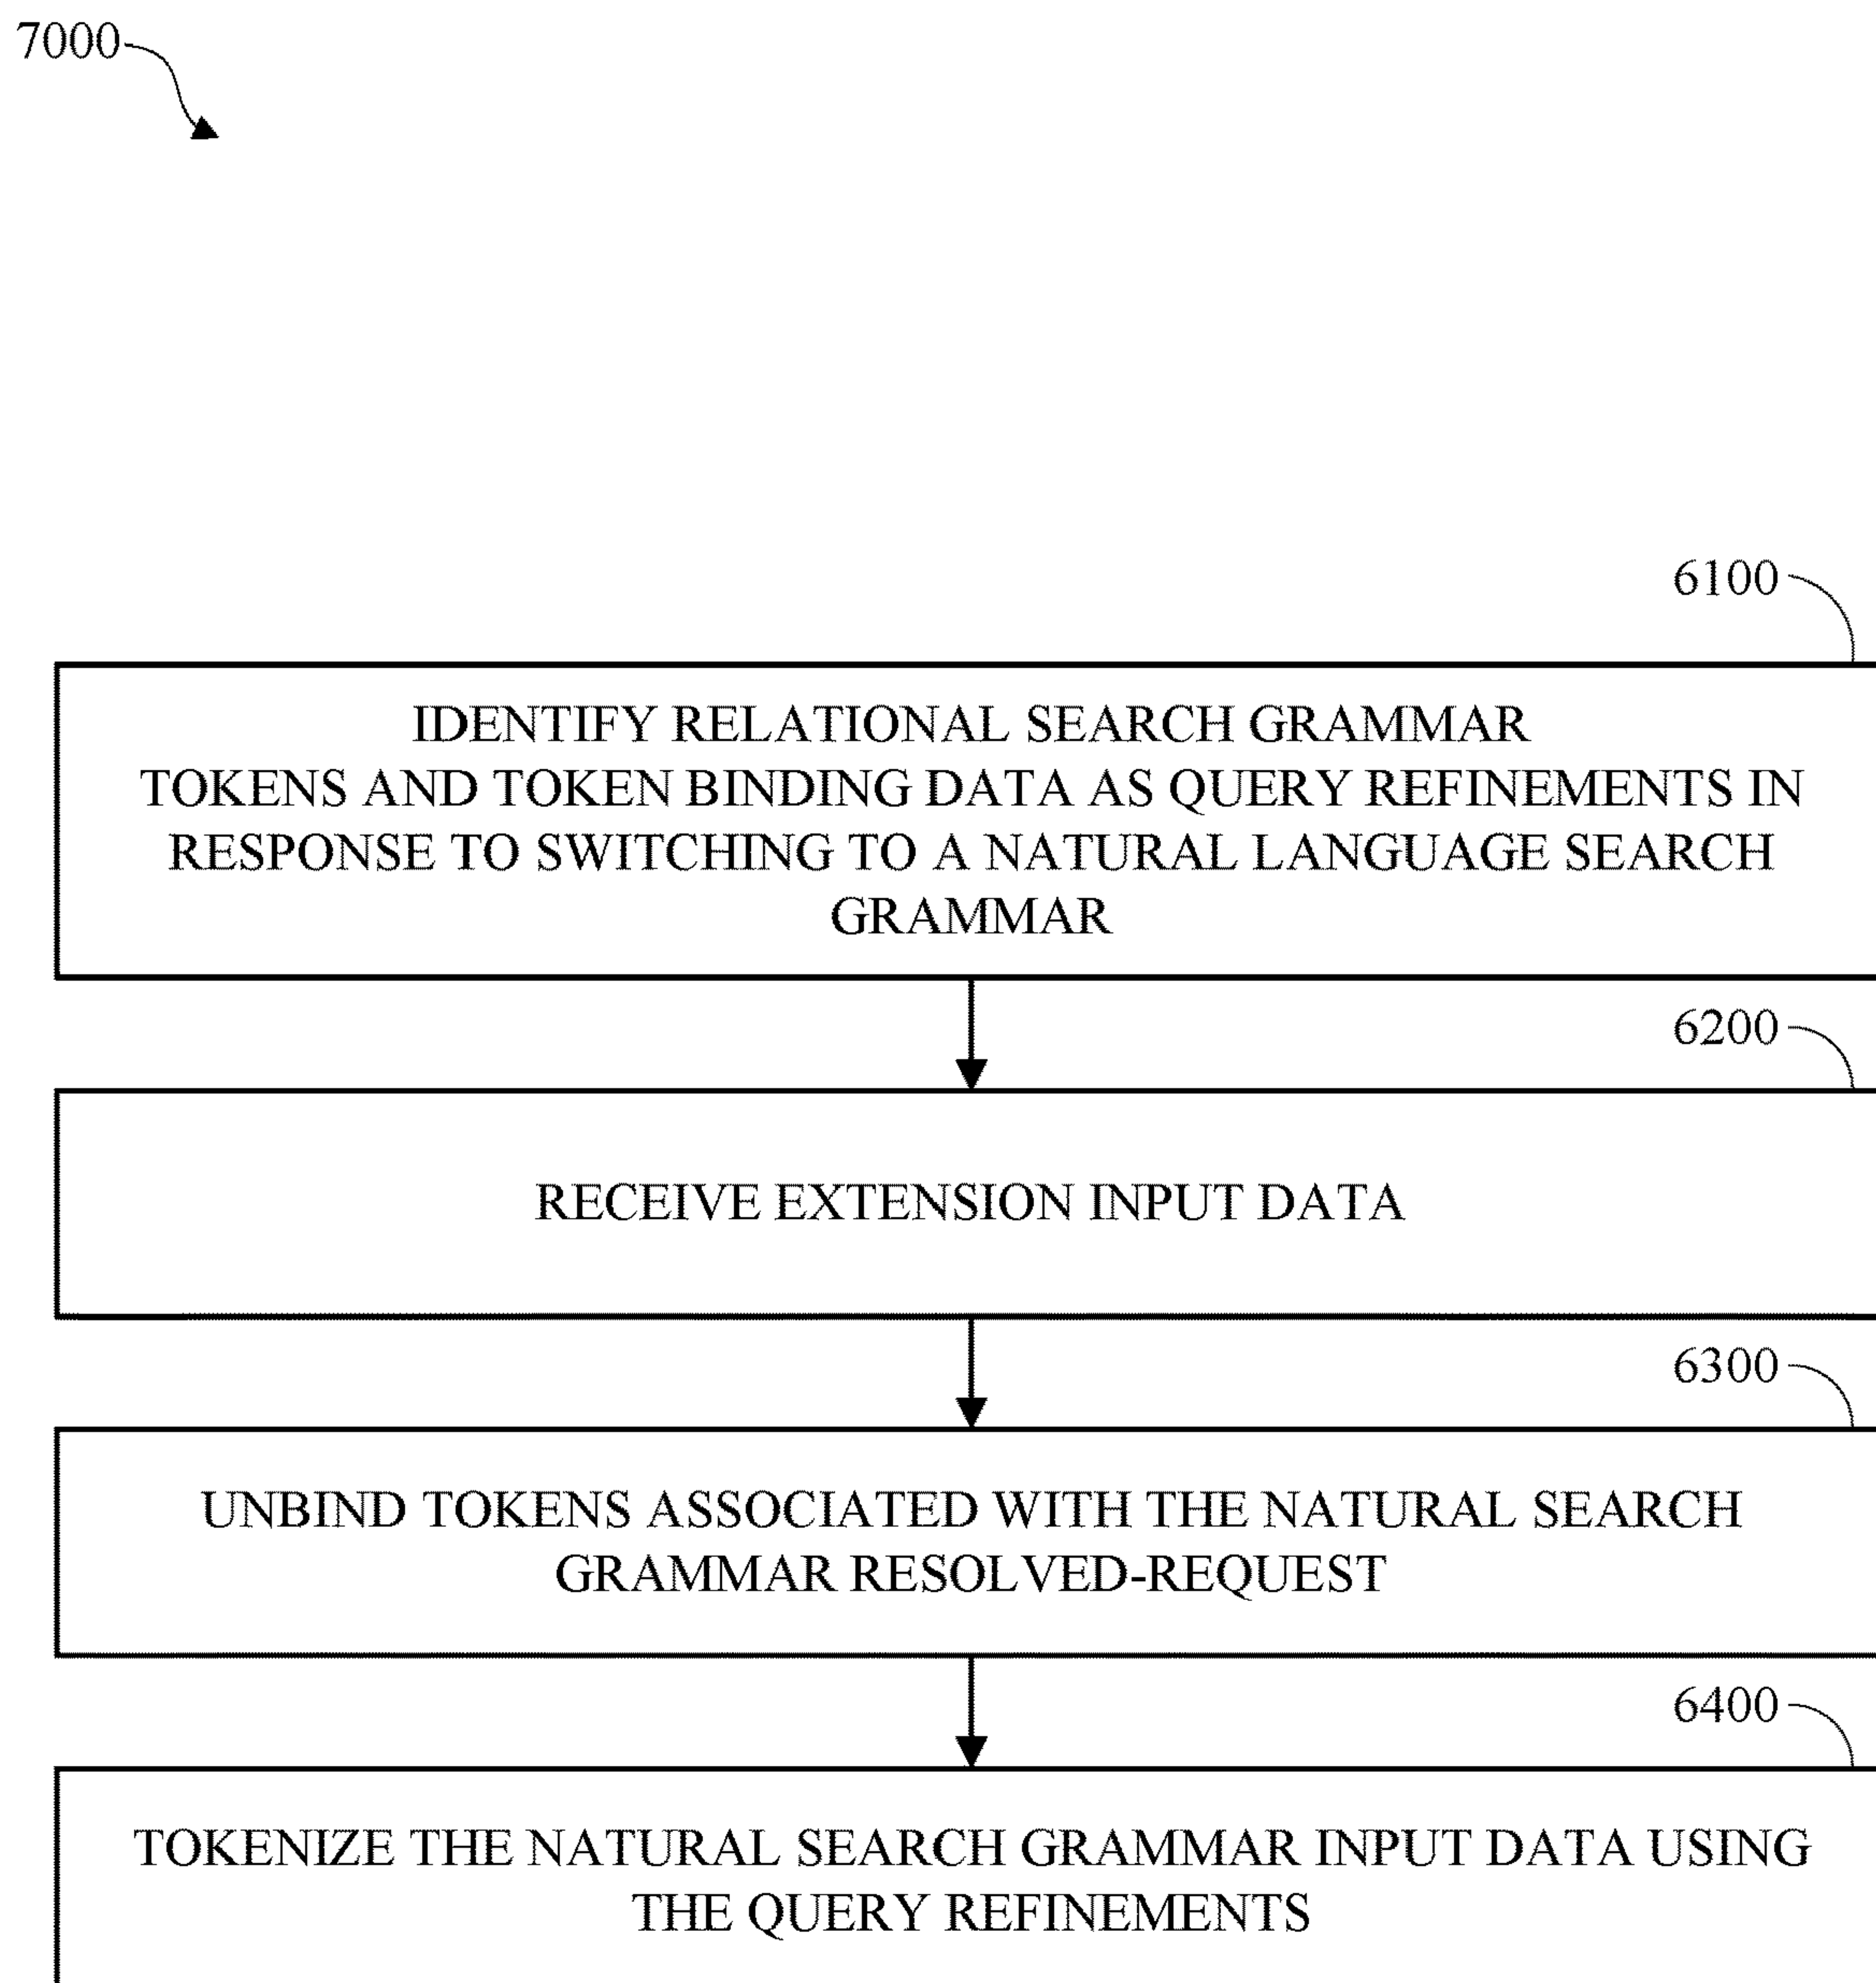 7000
6100
IDENTIFY RELATIONAL SEARCH GRAMMAR
TOKENS AND TOKEN BINDING DATA AS QUERY REFINEMENTS IN
RESPONSE TO SWITCHING TO A NATURAL LANGUAGE SEARCH
GRAMMAR
6200
RECEIVE EXTENSION INPUT DATA
6300
UNBIND TOKENS ASSOCIATED WITH THE NATURAL SEARCH
GRAMMAR RESOLVED-REQUEST
6400
TOKENIZE THE NATURAL SEARCH GRAMMAR INPUT DATA USING
THE QUERY REFINEMENTS